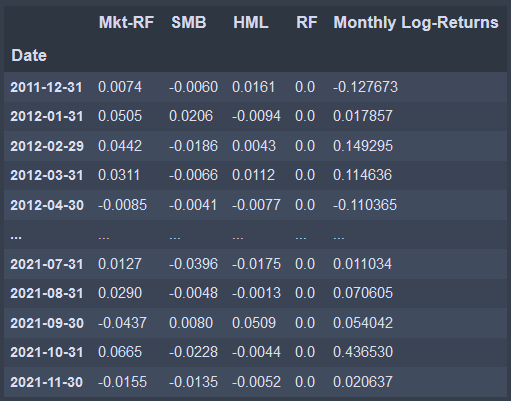 Mkt-RF SMB HML RF Monthly Log-Returns
Date
2011-12-31 0.0074 -0.0060 0.0161 0.0 -0.127673
2012-01-31 0.0505 0.0206 -0.0094 0.0 0.017857
2012-02-29 0.0442 -0.0186 0.0043 0.0 0.149295
2012-03-31 0.0311 -0.0066 0.0112 0.0 0.114636
2012-04-30 -0.0085 -0.0041 -0.0077 0.0 -0.110365
... ... ... ... ... ...
2021-07-31 0.0127 -0.0396 -0.0175 0.0 0.011034
2021-08-31 0.0290 -0.0048 -0.0013 0.0 0.070605
2021-09-30 -0.0437 0.0080 0.0509 0.0 0.054042
2021-10-31 0.0665 -0.0228 -0.0044 0.0 0.436530
2021-11-30 -0.0155 -0.0135 -0.0052 0.0 0.020637